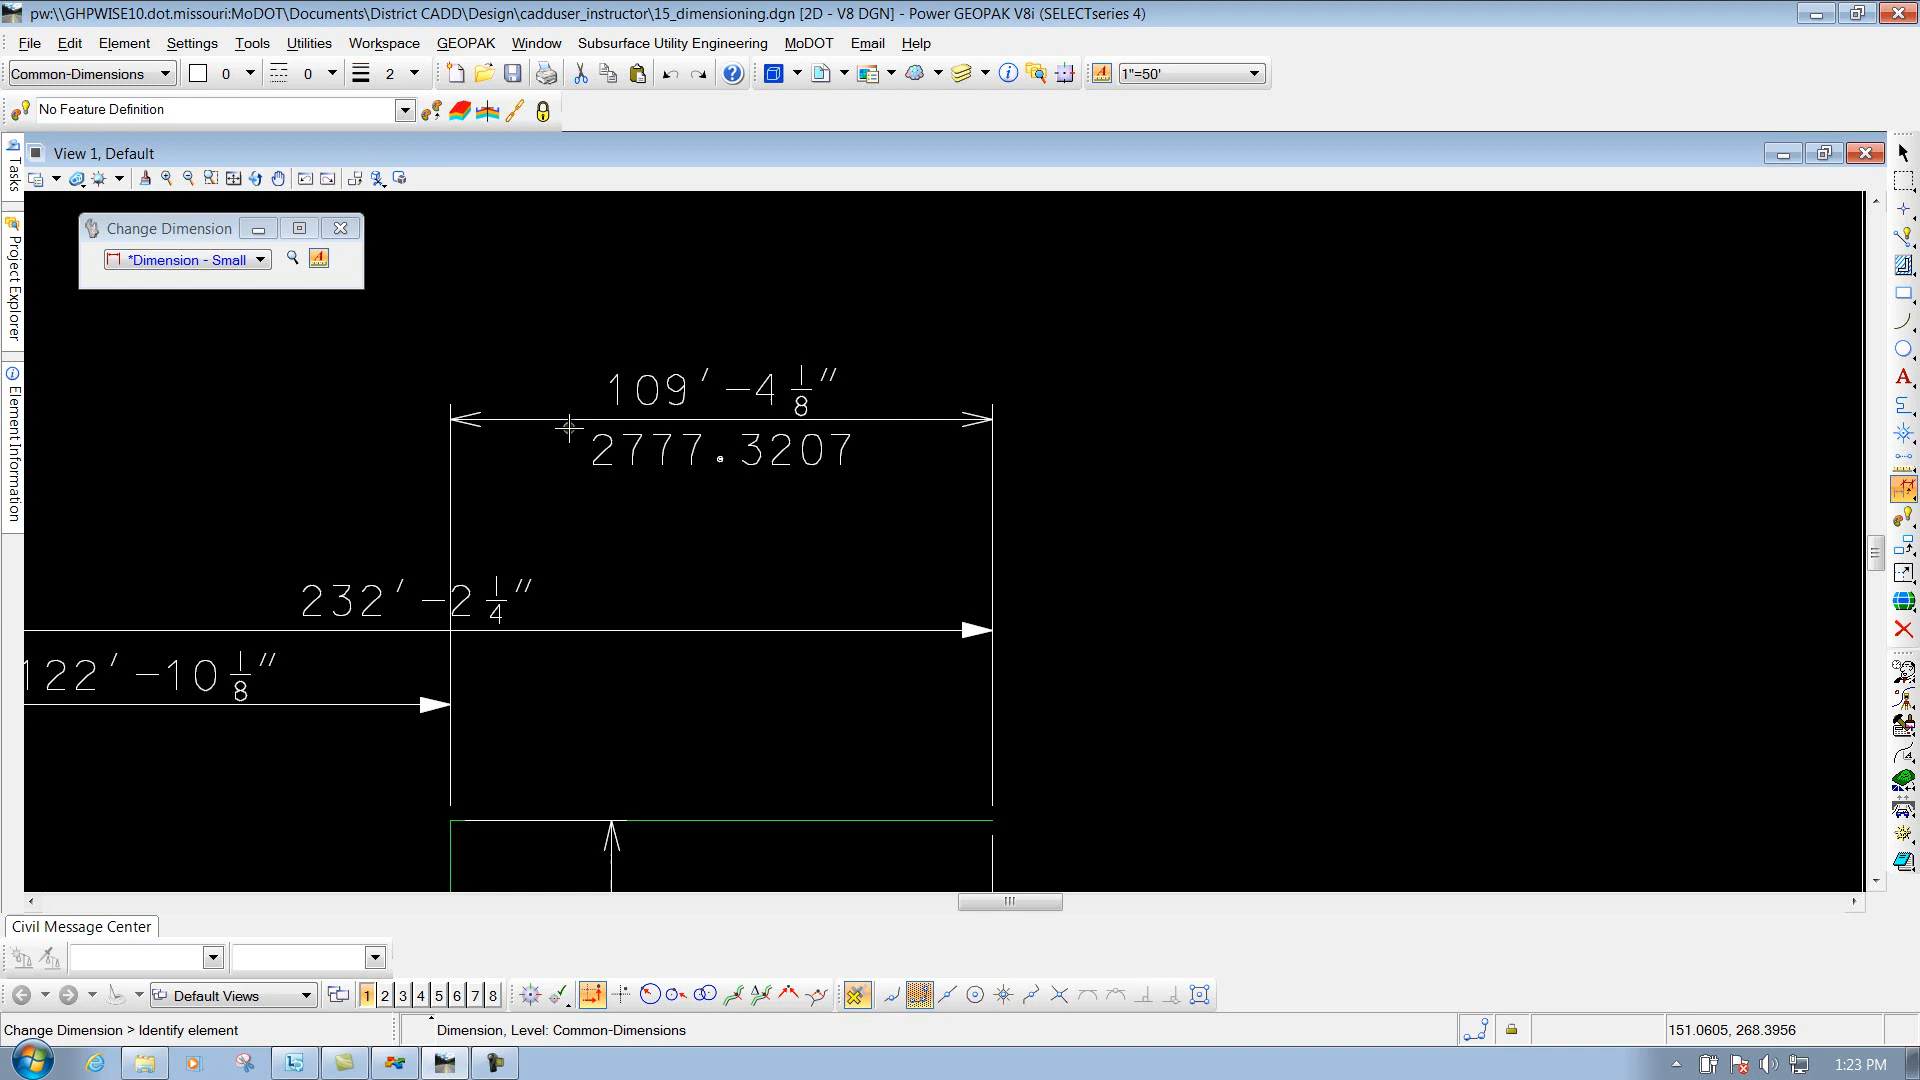 pw:\\GHPWISE10.dot.missouri:MoDOT\Documents\District CADD\Design\cadduser_instructor\15_dimensioning.dgn [2D - V8 DGN] - Power GEOPAK V8i (SELECTseries 4)
File Edit Element Settings Tools Utilities Workspace GEOPAK Window Subsurface Utility Engineering MoDOT Email Help
Common-Dimensions 0 0 2 1"=50'
No Feature Definition
View 1, Default
Tasks
Project Explorer
Element Information
Change Dimension
*Dimension - Small
109'-4 1/8"
2777.3207
232'-2 1/4"
122'-10 1/8"
Civil Message Center
Default Views 1 2 3 4 5 6 7 8
Change Dimension > Identify element
Dimension, Level: Common-Dimensions
151.0605, 268.3956
1:23 PM